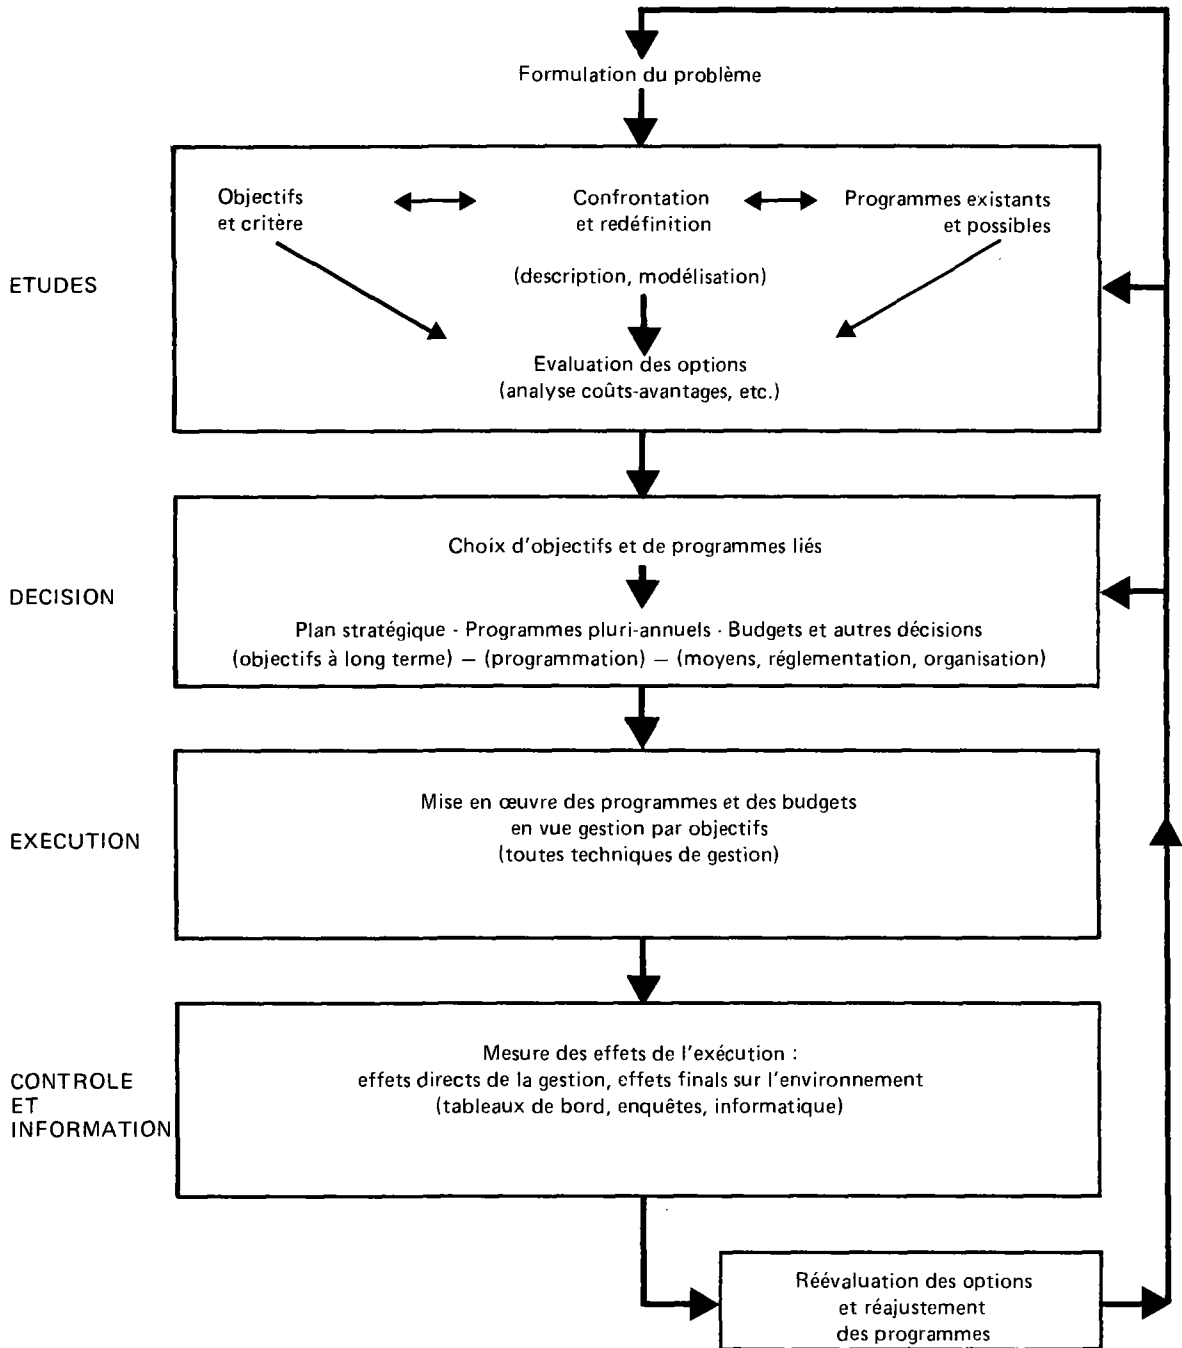 Formulation du problème
ETUDES
Objectifs
et critère
Confrontation
et redéfinition
Programmes existants
et possibles
(description, modélisation)
Evaluation des options
(analyse coûts-avantages, etc.)
DECISION
Choix d'objectifs et de programmes liés
Plan stratégique - Programmes pluri-annuels - Budgets et autres décisions
(objectifs à long terme) — (programmation) — (moyens, réglementation, organisation)
EXECUTION
Mise en œuvre des programmes et des budgets
en vue gestion par objectifs
(toutes techniques de gestion)
CONTROLE
ET
INFORMATION
Mesure des effets de l'exécution :
effets directs de la gestion, effets finals sur l'environnement
(tableaux de bord, enquêtes, informatique)
Réévaluation des options
et réajustement
des programmes